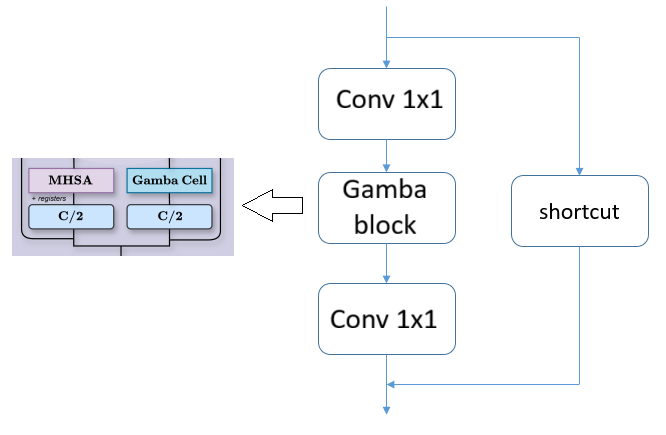 Conv 1x1
MHSA
Gamba Cell
+ registers
C/2
C/2
Gamba
block
shortcut
Conv 1x1